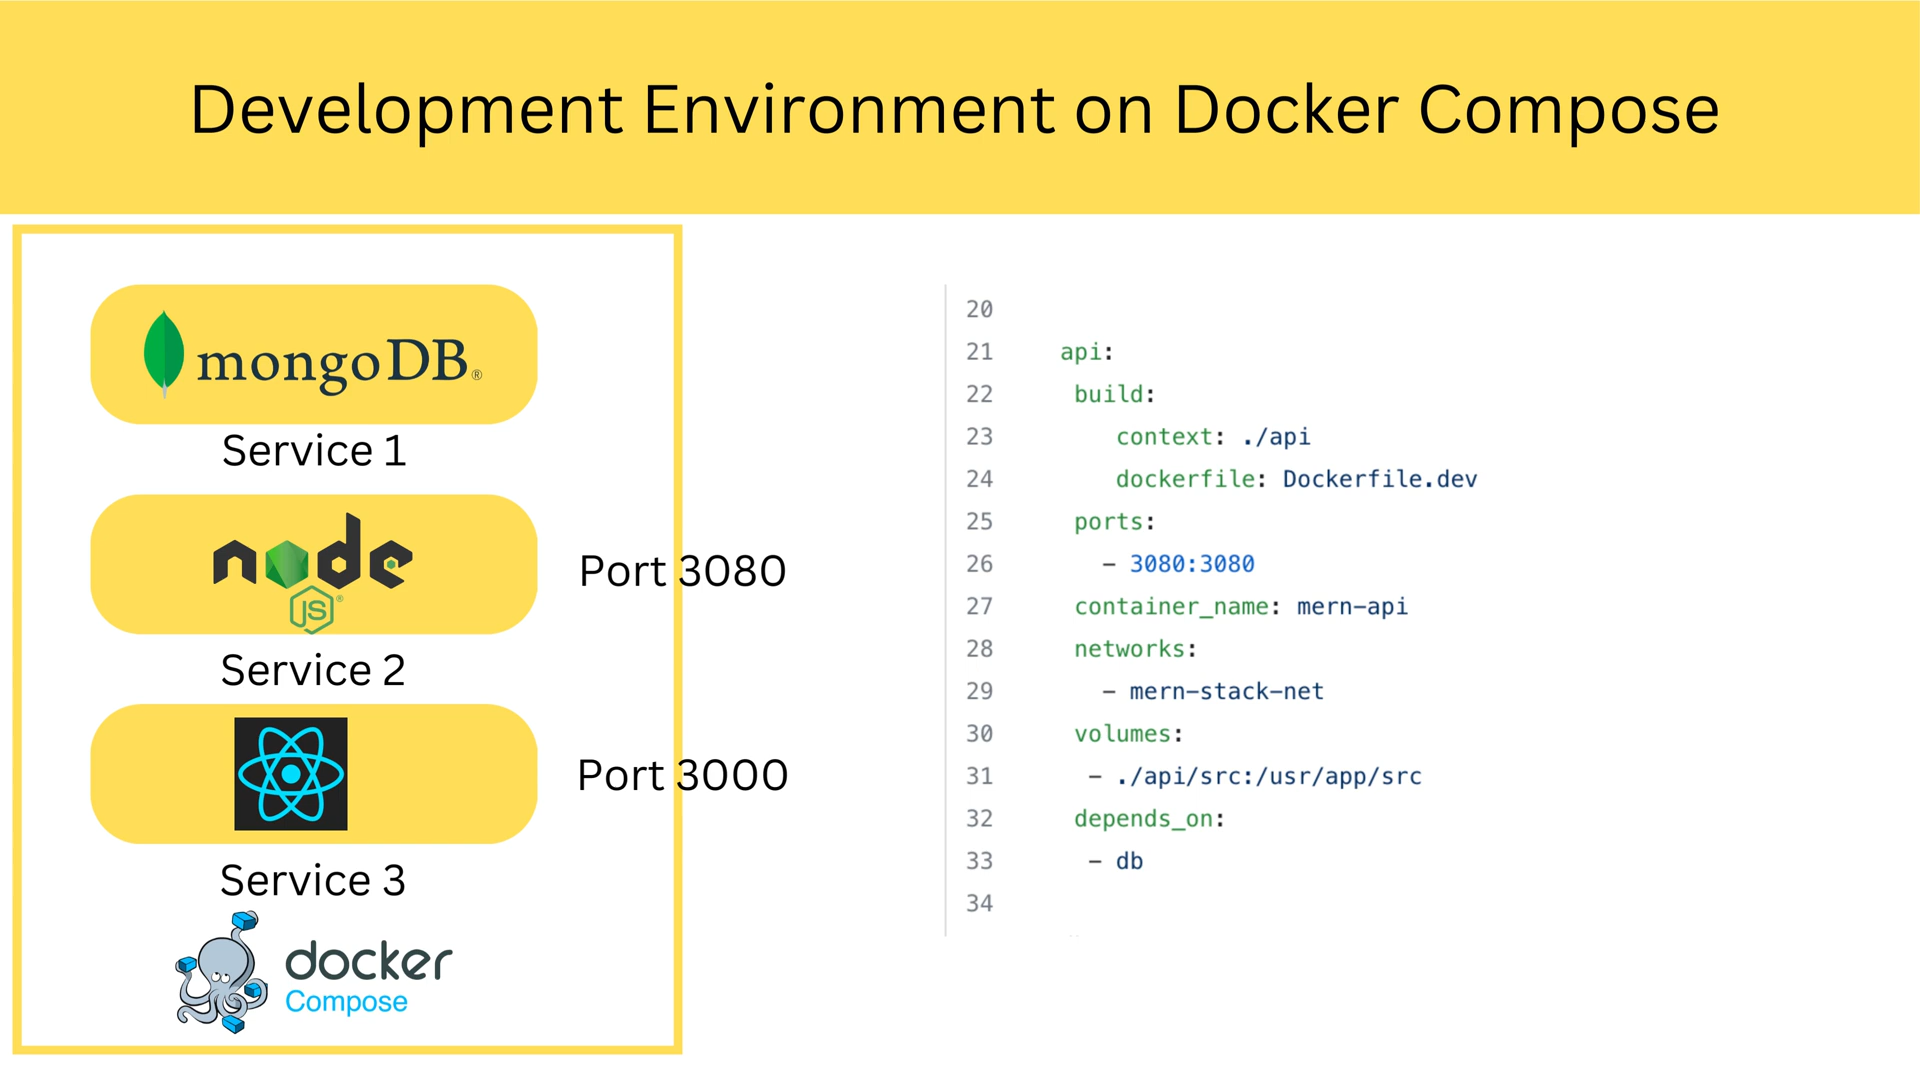 Development Environment on Docker Compose
mongoDB®
Service 1
node
JS®
Service 2
Port 3080
Port 3000
Service 3
docker
Compose
20
21 api:
22 build:
23 context: ./api
24 dockerfile: Dockerfile.dev
25 ports:
26 - 3080:3080
27 container_name: mern-api
28 networks:
29 - mern-stack-net
30 volumes:
31 - ./api/src:/usr/app/src
32 depends_on:
33 - db
34